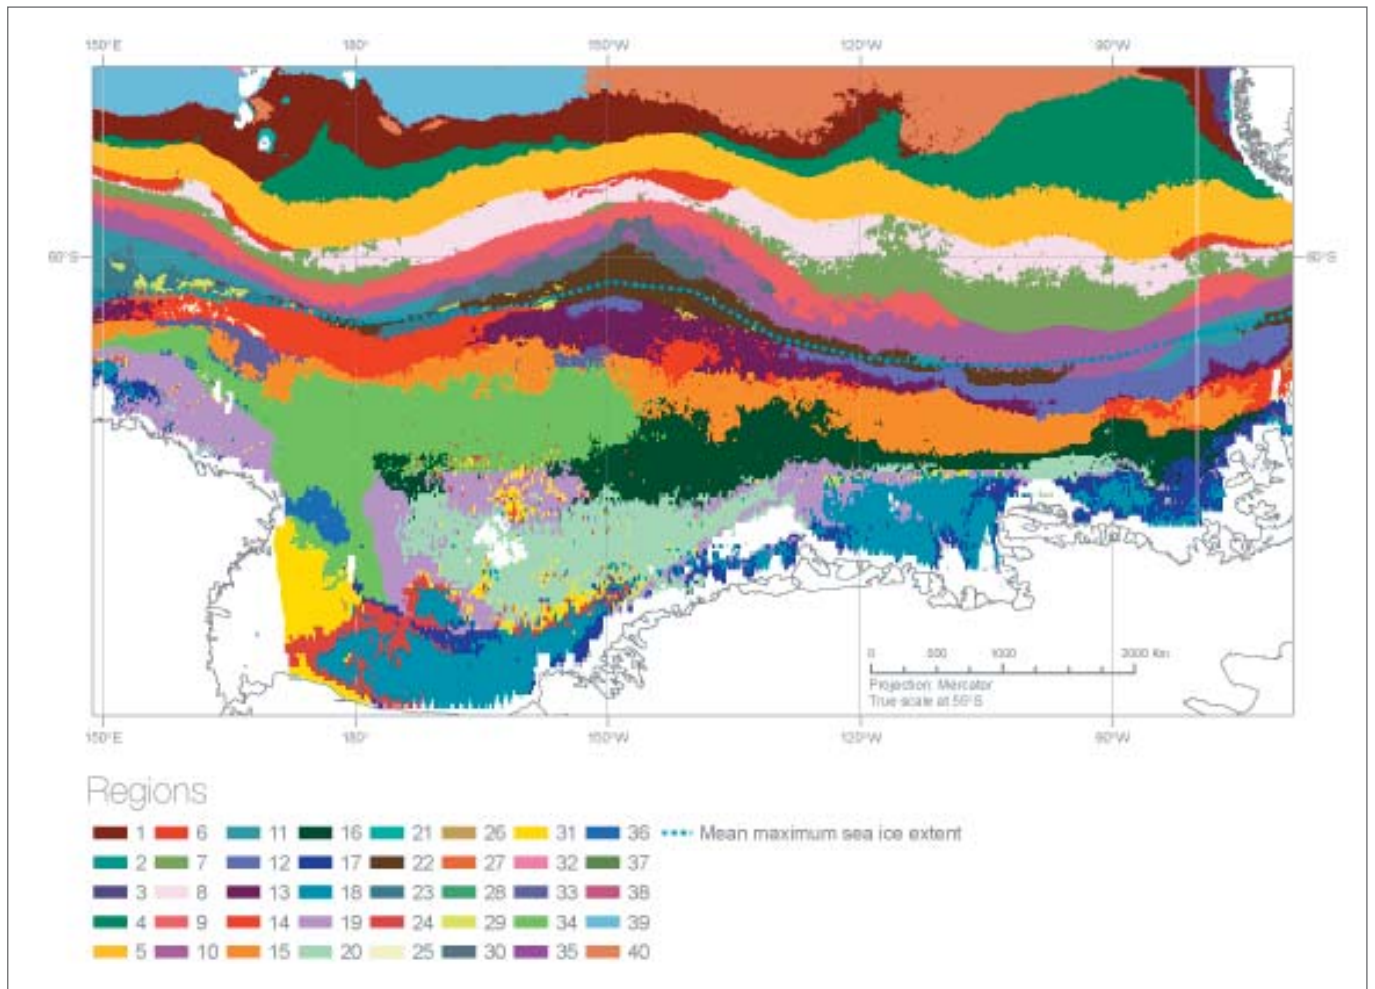 150°E 180° 150°W 120°W 90°W
60°S 60°S
0 500 1000 2000 Km
Projection: Mercator
True scale at 55°S
150°E 180° 150°W 120°W 90°W
Regions
1 6 11 16 21 26 31 36 Mean maximum sea ice extent
2 7 12 17 22 27 32 37
3 8 13 18 23 28 33 38
4 9 14 19 24 29 34 39
5 10 15 20 25 30 35 40